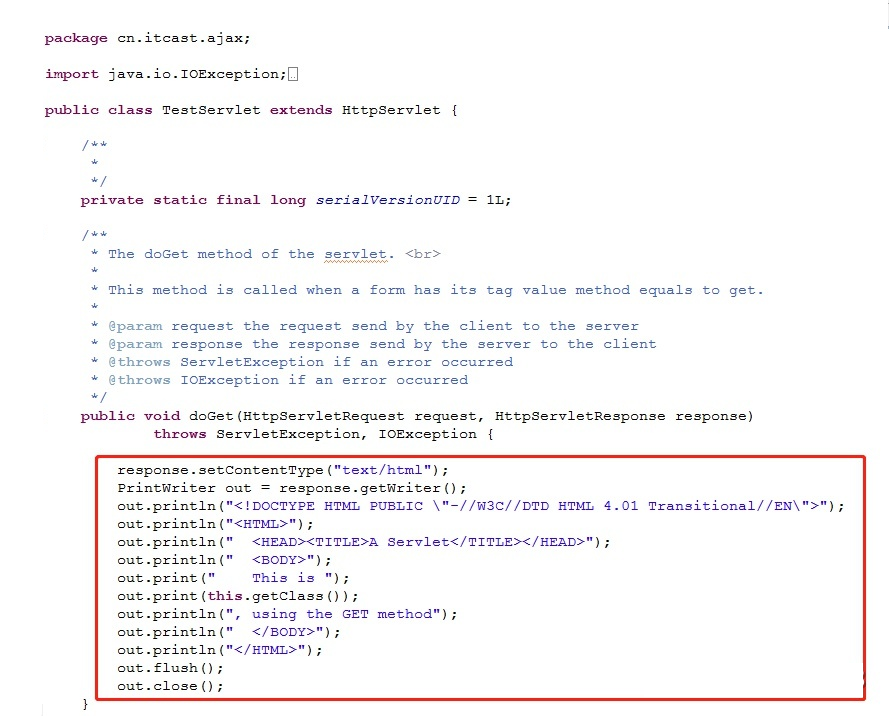 package cn.itcast.ajax;
import java.io.IOException;
public class TestServlet extends HttpServlet {
/**
*
*/
private static final long serialVersionUID = 1L;
/**
* The doGet method of the servlet. <br>
*
* This method is called when a form has its tag value method equals to get.
*
* @param request the request send by the client to the server
* @param response the response send by the server to the client
* @throws ServletException if an error occurred
* @throws IOException if an error occurred
*/
public void doGet(HttpServletRequest request, HttpServletResponse response)
throws ServletException, IOException {
response.setContentType("text/html");
PrintWriter out = response.getWriter();
out.println("<!DOCTYPE HTML PUBLIC \"-//W3C//DTD HTML 4.01 Transitional//EN\">");
out.println("<HTML>");
out.println("  <HEAD><TITLE>A Servlet</TITLE></HEAD>");
out.println("  <BODY>");
out.print("    This is ");
out.print(this.getClass());
out.println(", using the GET method");
out.println("  </BODY>");
out.println("</HTML>");
out.flush();
out.close();
}